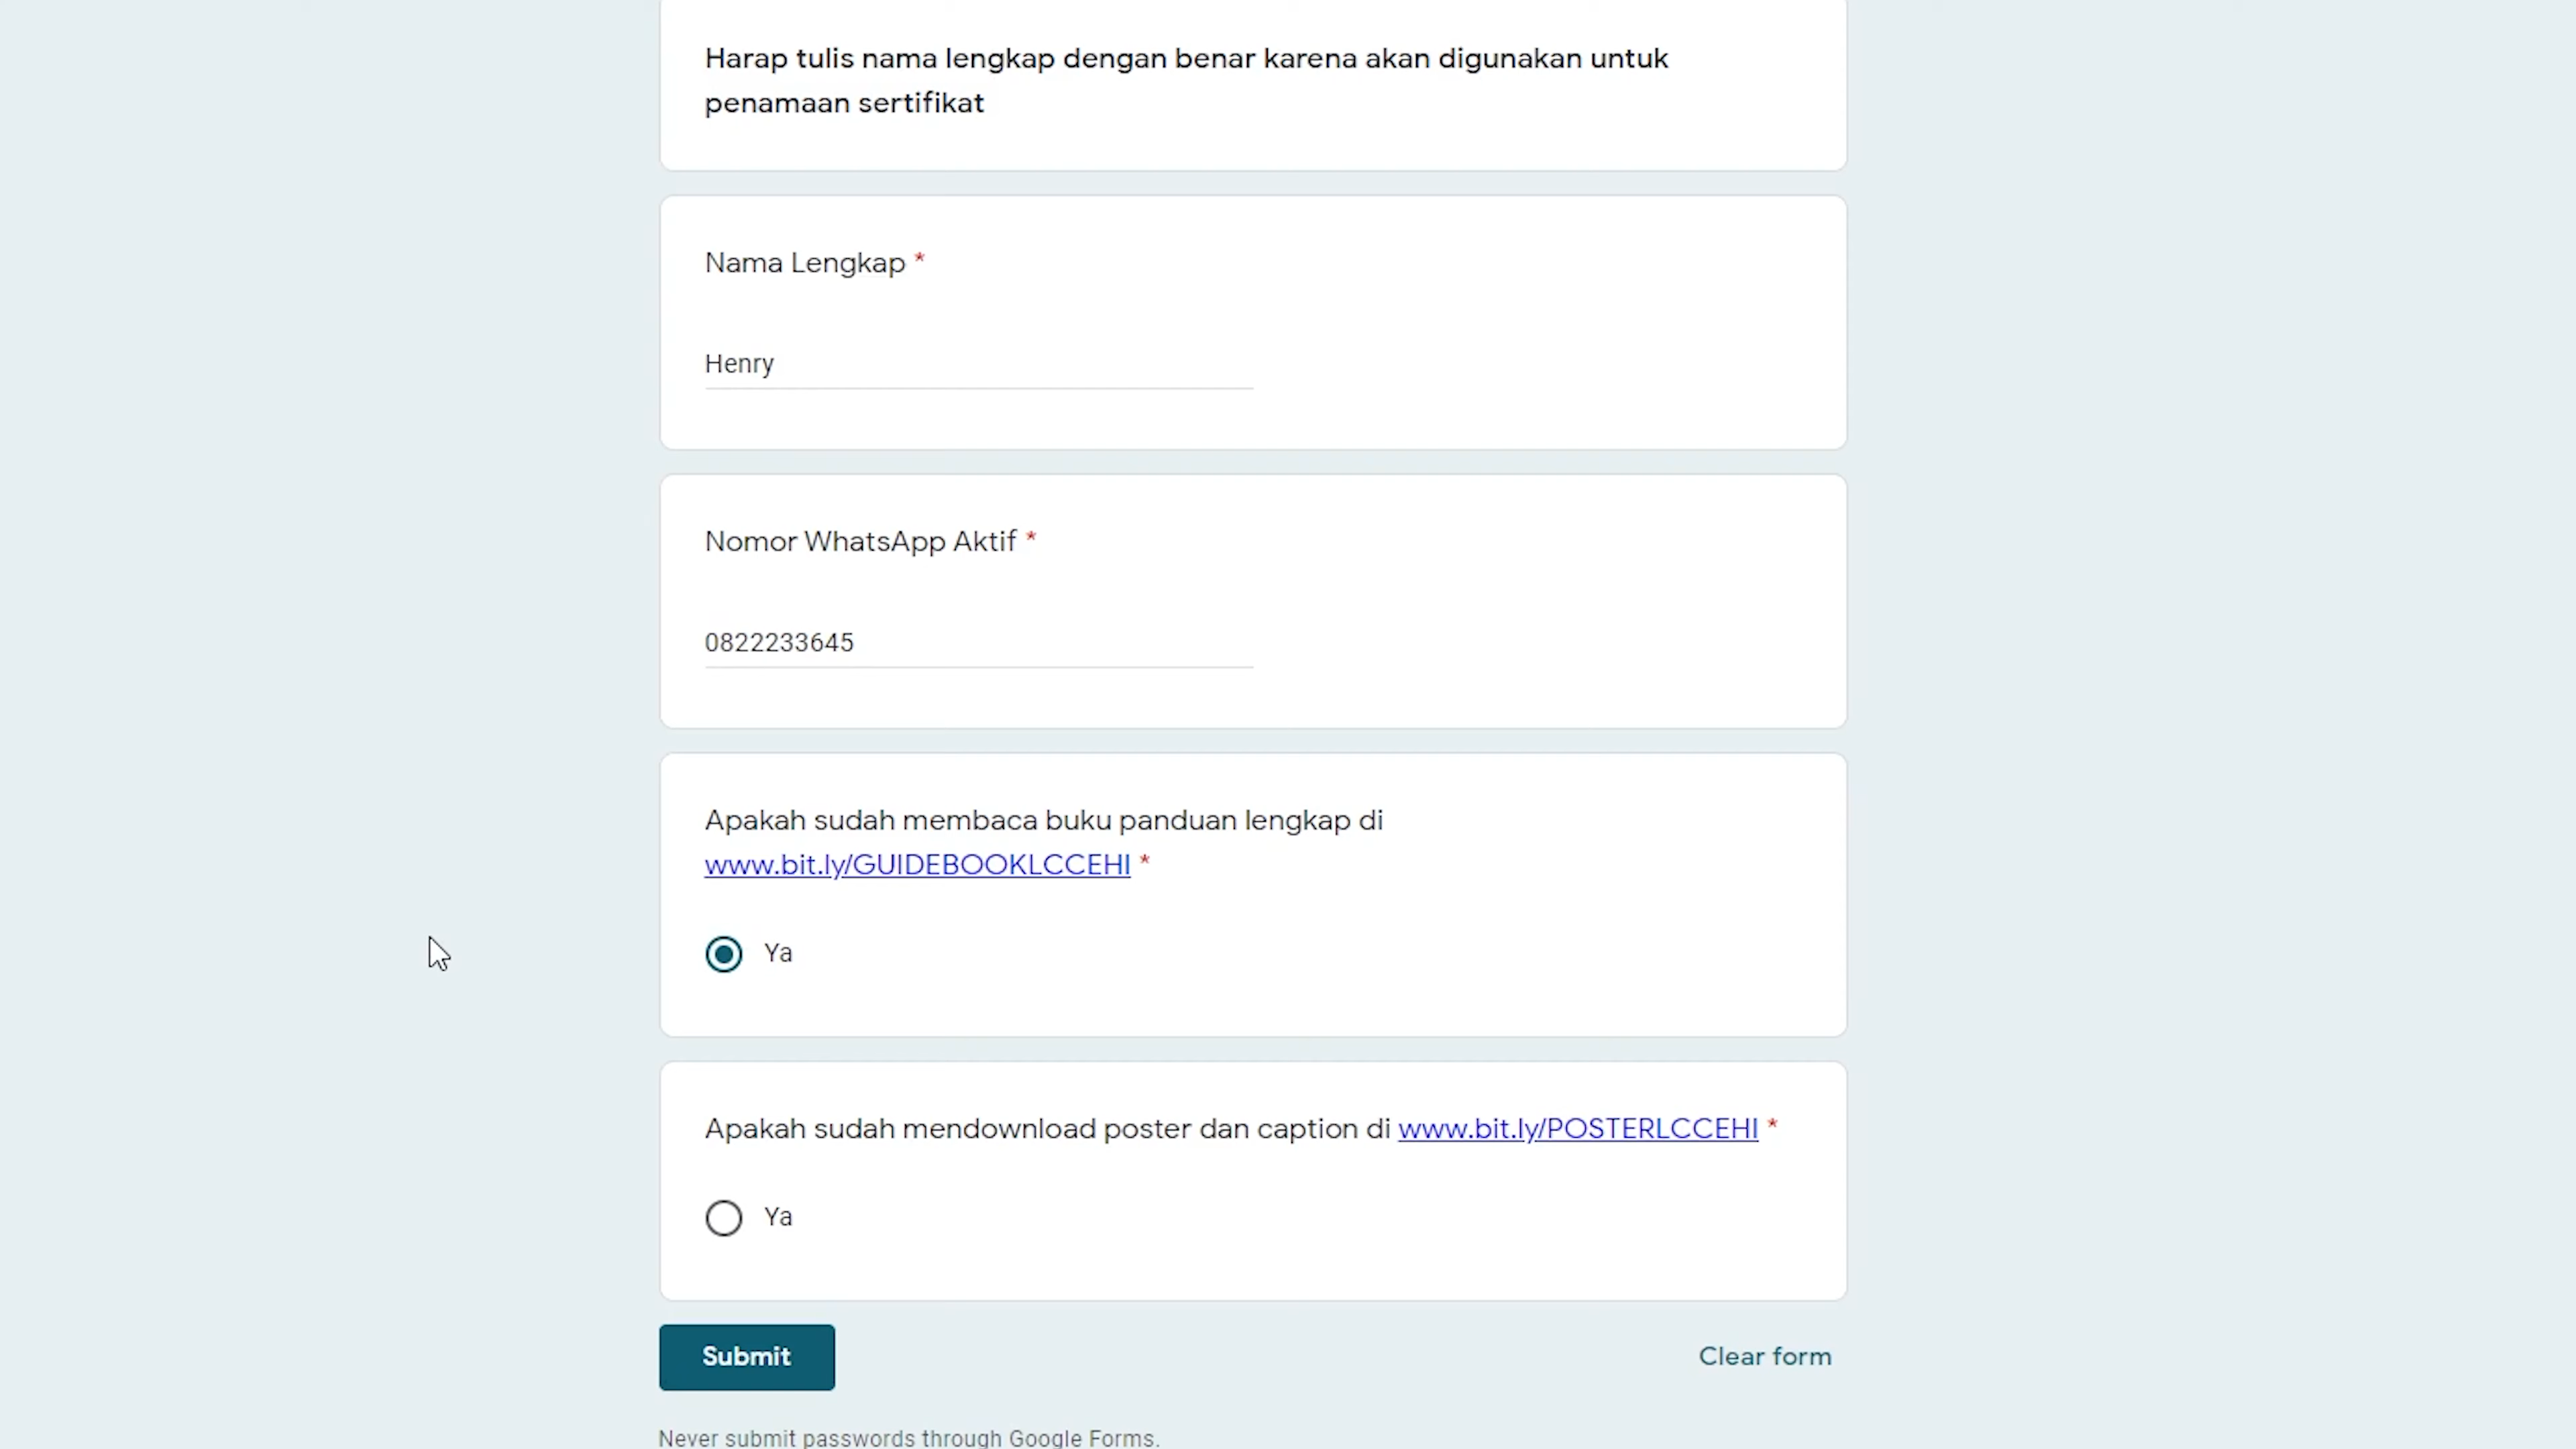 Harap tulis nama lengkap dengan benar karena akan digunakan untuk
penamaan sertifikat
Nama Lengkap *
Henry
Nomor WhatsApp Aktif *
0822233645
Apakah sudah membaca buku panduan lengkap di
www.bit.ly/GUIDEBOOKLCCEHI *
Ya
Apakah sudah mendownload poster dan caption di www.bit.ly/POSTERLCCEHI *
Ya
Submit
Clear form
Never submit passwords through Google Forms.